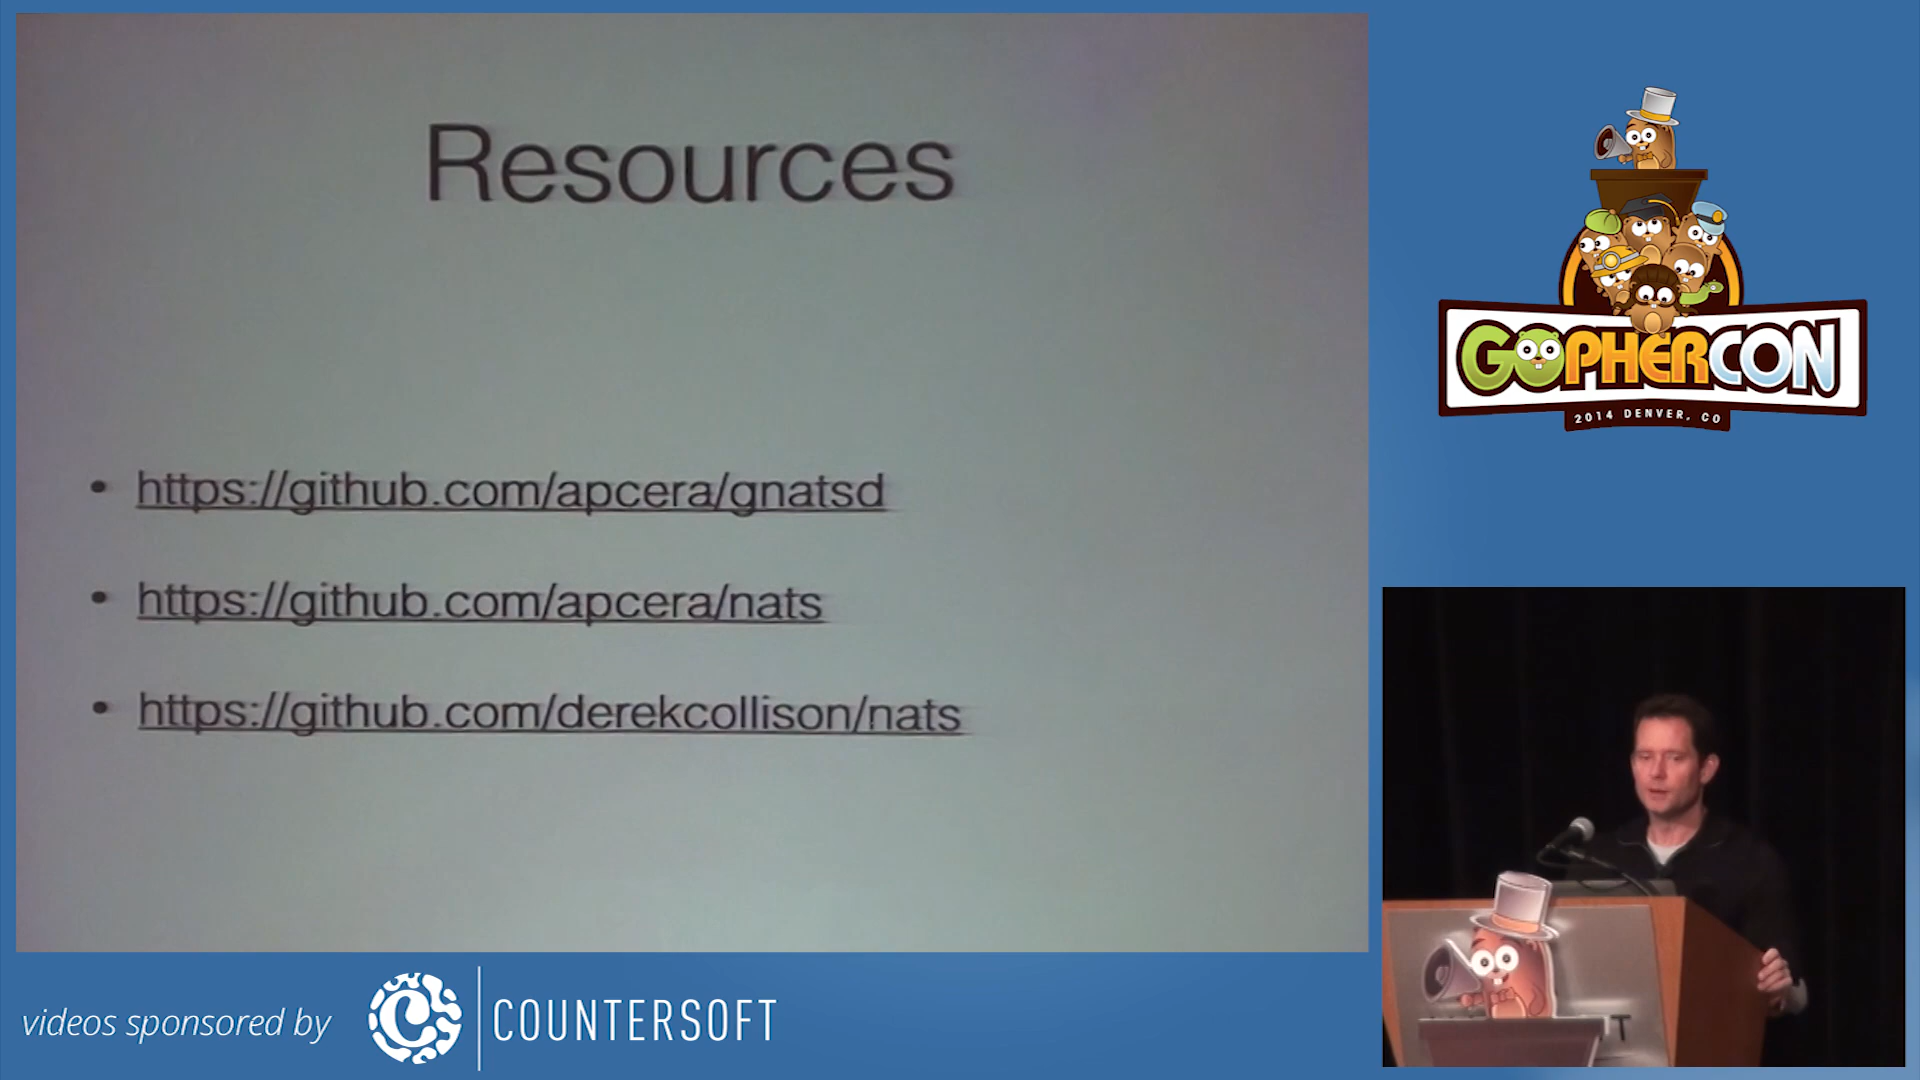 Resources
• https://github.com/apcera/gnatsd
• https://github.com/apcera/nats
• https://github.com/derekcollison/nats
GOPHERCON
2014 DENVER, CO
T
videos sponsored by
COUNTERSOFT